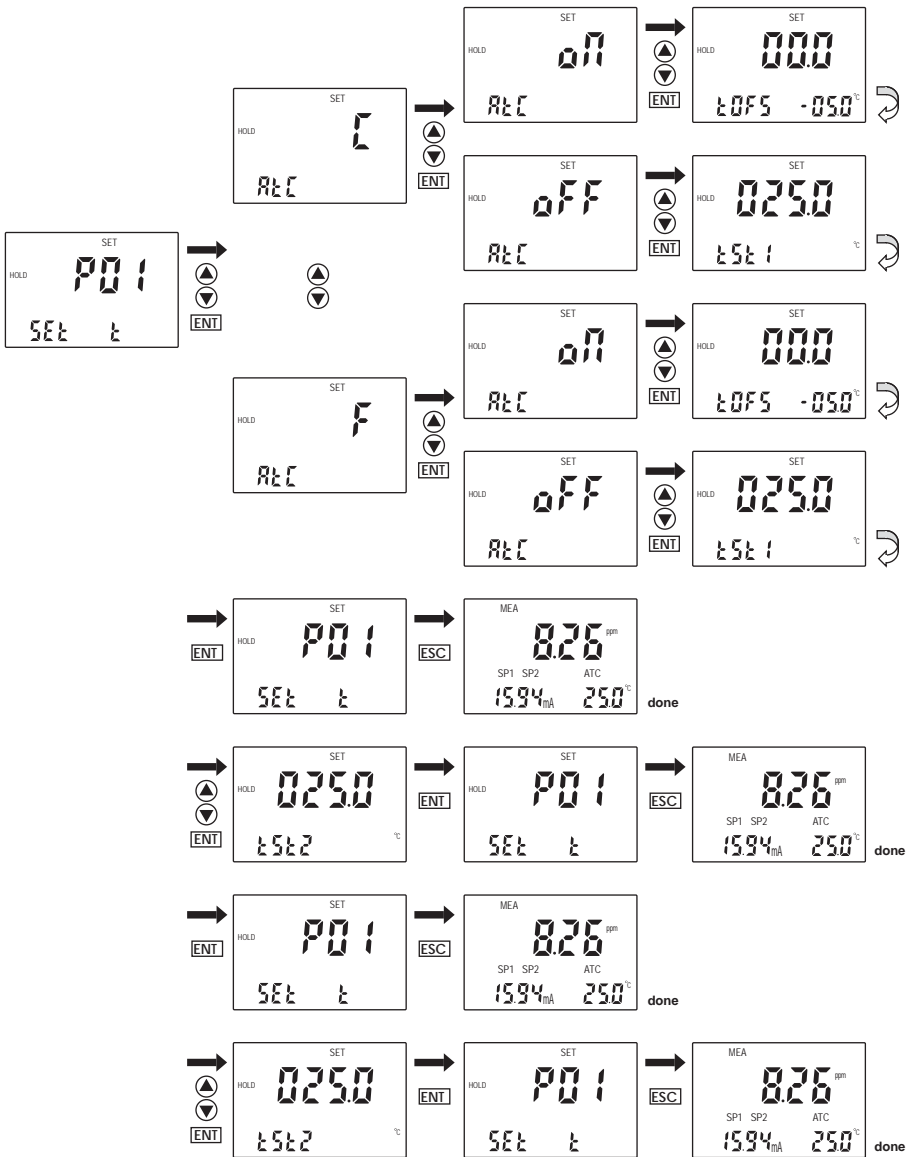 SET
HOLD
oN
AtC
ENT
SET
HOLD
00.0
tOFS -05.0 °C
SET
HOLD
C
AtC
ENT
SET
HOLD
oFF
AtC
ENT
SET
HOLD
025.0
tSt1 °C
SET
HOLD
P01
SEt t
ENT
SET
HOLD
oN
AtC
ENT
SET
HOLD
00.0
tOFS -05.0 °C
SET
HOLD
F
AtC
ENT
SET
HOLD
oFF
AtC
ENT
SET
HOLD
025.0
tSt1 °C
ENT
SET
HOLD
P01
SEt t
ESC
MEA
8.26 ppm
SP1 SP2 ATC
15.94 mA 25.0 °C
done
ENT
SET
HOLD
025.0
tSt2 °C
ENT
SET
HOLD
P01
SEt t
ESC
MEA
8.26 ppm
SP1 SP2 ATC
15.94 mA 25.0 °C
done
ENT
SET
HOLD
P01
SEt t
ESC
MEA
8.26 ppm
SP1 SP2 ATC
15.94 mA 25.0 °C
done
ENT
SET
HOLD
025.0
tSt2 °C
ENT
SET
HOLD
P01
SEt t
ESC
MEA
8.26 ppm
SP1 SP2 ATC
15.94 mA 25.0 °C
done